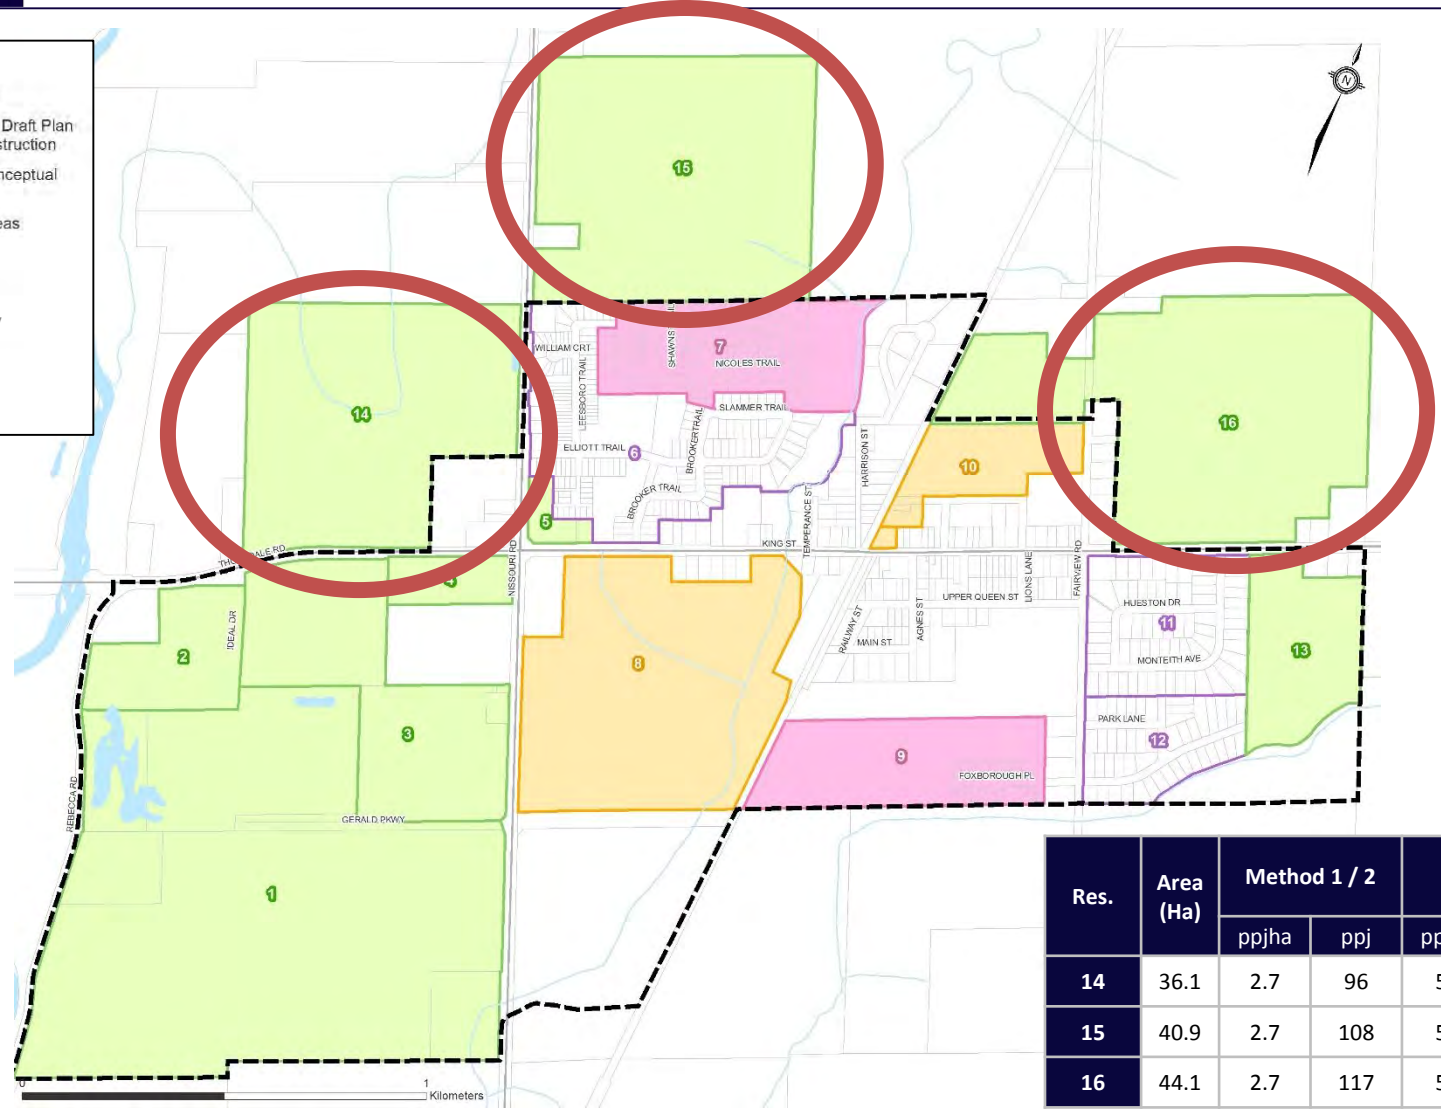 Draft Plan
struction
nceptual
eas
N
15
14
16
7
SHAWNS
WILLIAM CRT
NICOLES TRAIL
LEESBORO TRAIL
SLAMMER TRAIL
BROOKER TRAIL
ELLIOTT TRAIL
6
HARRISON ST
10
BROOKER TRAIL
TEMPERANCE ST
5
KING ST
NISSOURI RD
4
LIONS LANE
FAIRVIEW RD
UPPER QUEEN ST
AGNES ST
RAILWAY ST
MAIN ST
HUESTON DR
11
MONTEITH AVE
13
IDEAL DR
2
8
PARK LANE
12
3
9
FOXBOROUGH PL
REBECCA RD
GERALD PKWY
1
0 1
Kilometers
Res. Area (Ha) Method 1 / 2
ppjha ppj
14 36.1 2.7 96 5
15 40.9 2.7 108 5
16 44.1 2.7 117 5